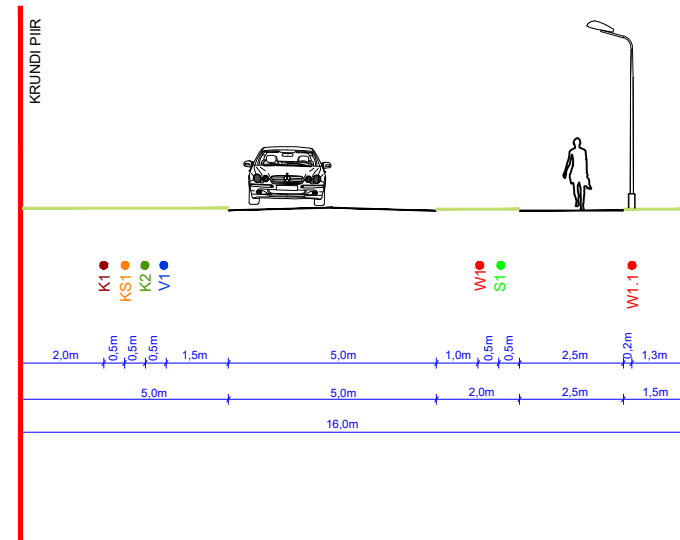 KRUNDI PIIR
K1
KS1
K2
V1
W1
S1
W1.1
2,0m
0,5m
0,5m
0,5m
1,5m
5,0m
1,0m
0,5m
0,5m
2,5m
0,2m
1,3m
5,0m
5,0m
2,0m
2,5m
1,5m
16,0m